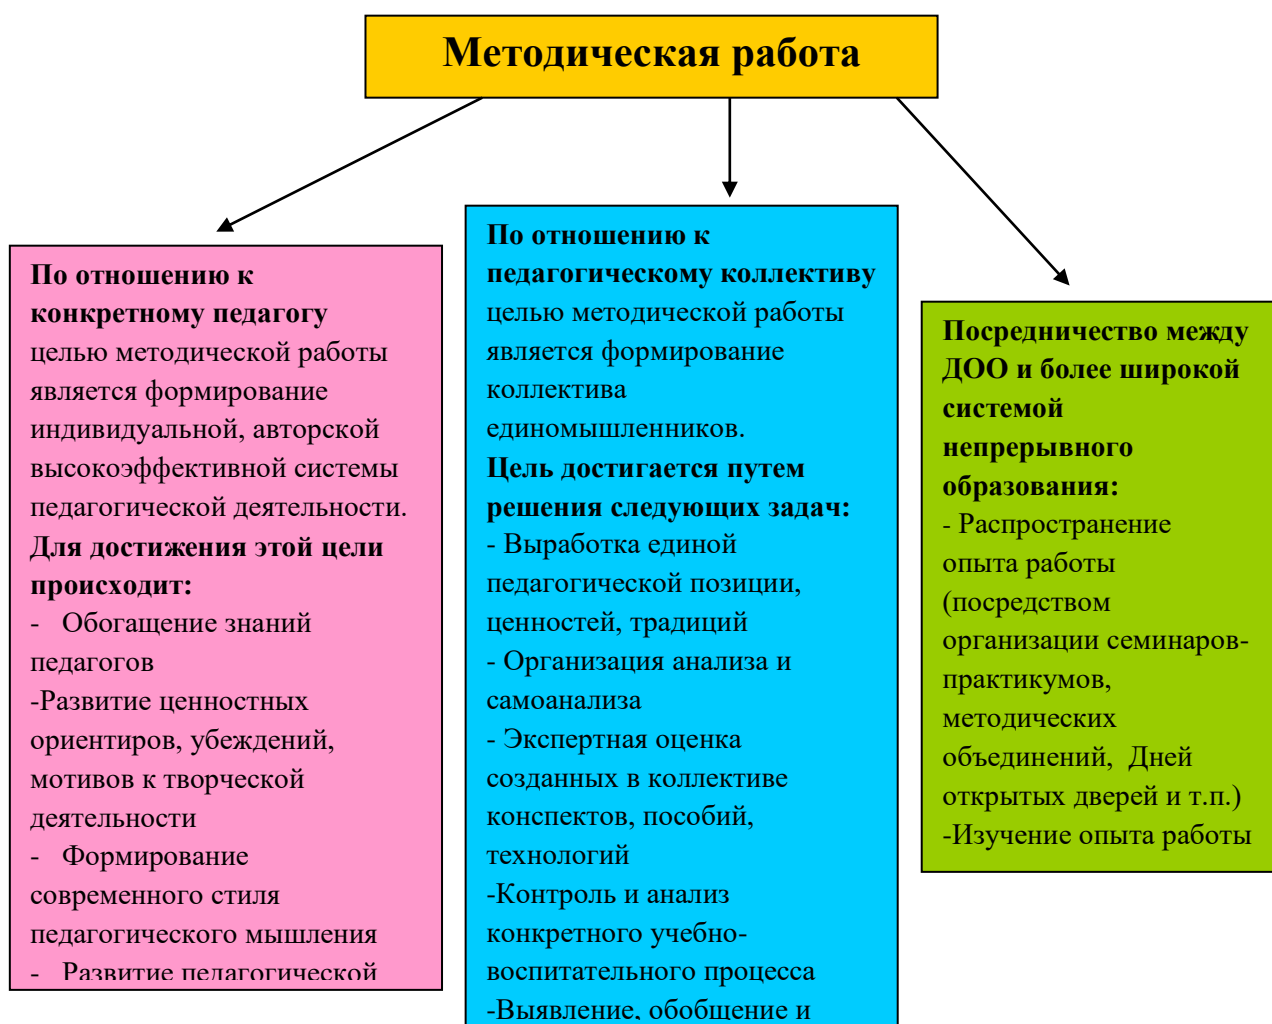 Методическая работа
По отношению к
конкретному педагогу
целью методической работы
является формирование
индивидуальной, авторской
высокоэффективной системы
педагогической деятельности.
Для достижения этой цели
происходит:
- Обогащение знаний
педагогов
-Развитие ценностных
ориентиров, убеждений,
мотивов к творческой
деятельности
- Формирование
современного стиля
педагогического мышления
- Развитие педагогической
По отношению к
педагогическому коллективу
целью методической работы
является формирование
коллектива
единомышленников.
Цель достигается путем
решения следующих задач:
- Выработка единой
педагогической позиции,
ценностей, традиций
- Организация анализа и
самоанализа
- Экспертная оценка
созданных в коллективе
конспектов, пособий,
технологий
-Контроль и анализ
конкретного учебно-
воспитательного процесса
-Выявление, обобщение и
Посредничество между
ДОО и более широкой
системой
непрерывного
образования:
- Распространение
опыта работы
(посредством
организации семинаров-
практикумов,
методических
объединений, Дней
открытых дверей и т.п.)
-Изучение опыта работы